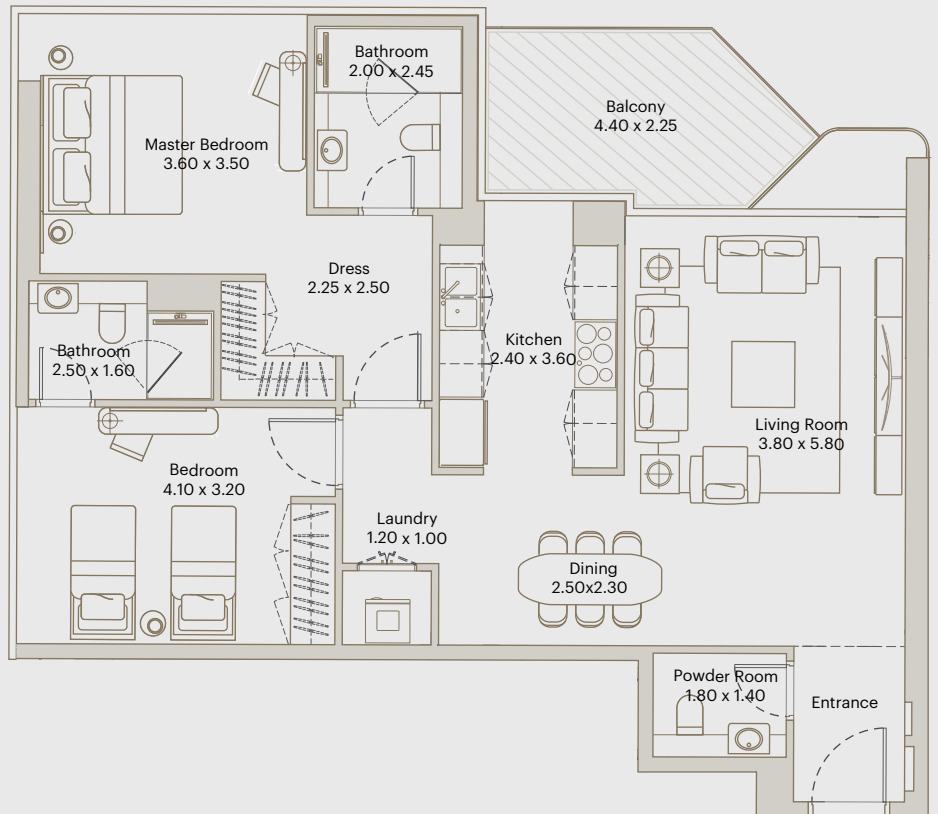 Bathroom
2.00 x 2.45
Balcony
4.40 x 2.25
Master Bedroom
3.60 x 3.50
Dress
2.25 x 2.50
Kitchen
2.40 x 3.60
Bathroom
2.50 x 1.60
Living Room
3.80 x 5.80
Bedroom
4.10 x 3.20
Laundry
1.20 x 1.00
Dining
2.50x2.30
Powder Room
1.80 x 1.40
Entrance